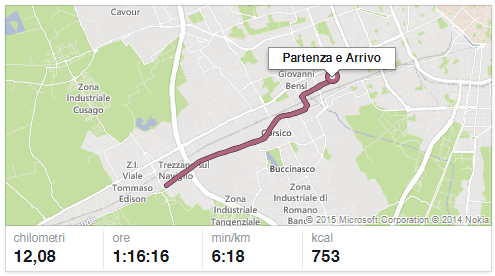 Cavour
Partenza e Arrivo
Giovanni
Bensi
Zona
Industriale
Cusago
Corsico
Z.I.
Viale
Tommaso
Edison
Trezzano sul
Naviglio
Buccinasco
Zona
Industriale
Tangenziale
Zona
Industriale di
Romano
Banc
© 2015 Microsoft Corporation © 2014 Nokia
chilometri ore min/km kcal
12,08 1:16:16 6:18 753